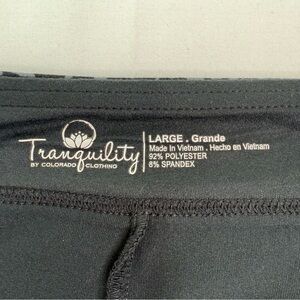 Tranquility
BY COLORADO CLOTHING
LARGE . Grande
Made in Vietnam . Hecho en Vietnam
92% POLYESTER
8% SPANDEX